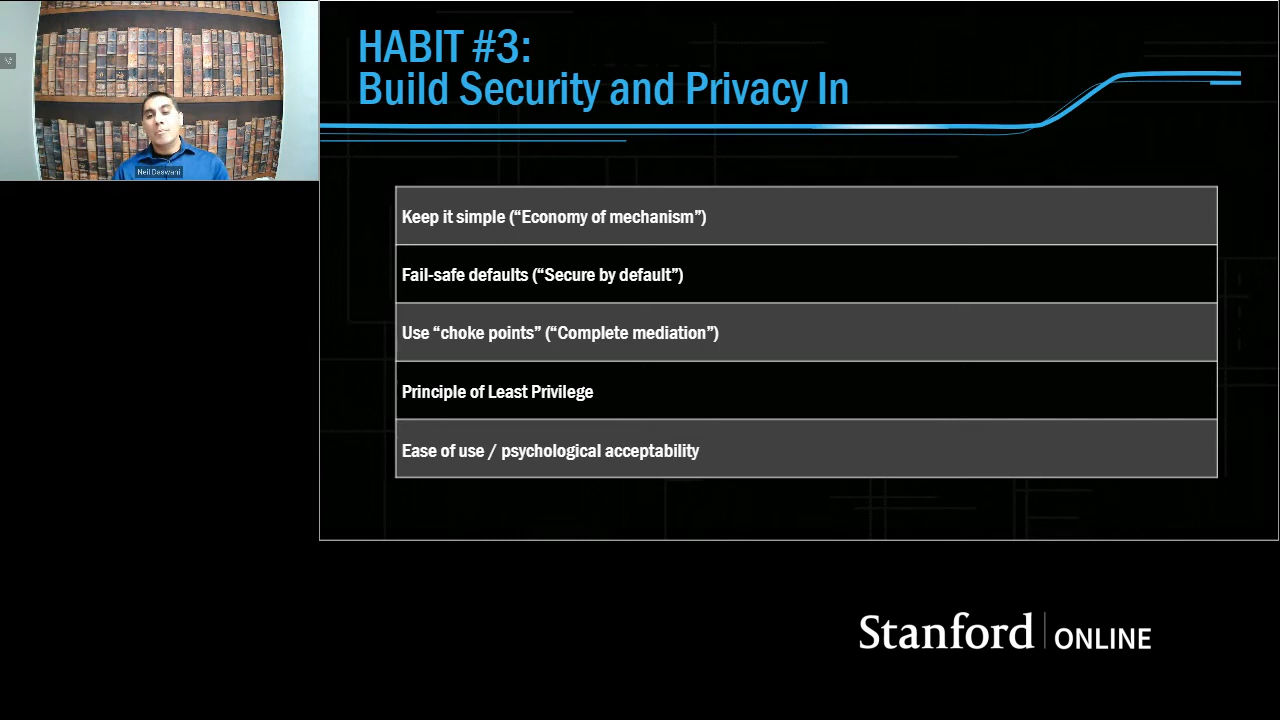 HABIT #3:
Build Security and Privacy In
Neil Daswani
Keep it simple (“Economy of mechanism”)
Fail-safe defaults (“Secure by default”)
Use “choke points” (“Complete mediation”)
Principle of Least Privilege
Ease of use / psychological acceptability
Stanford ONLINE